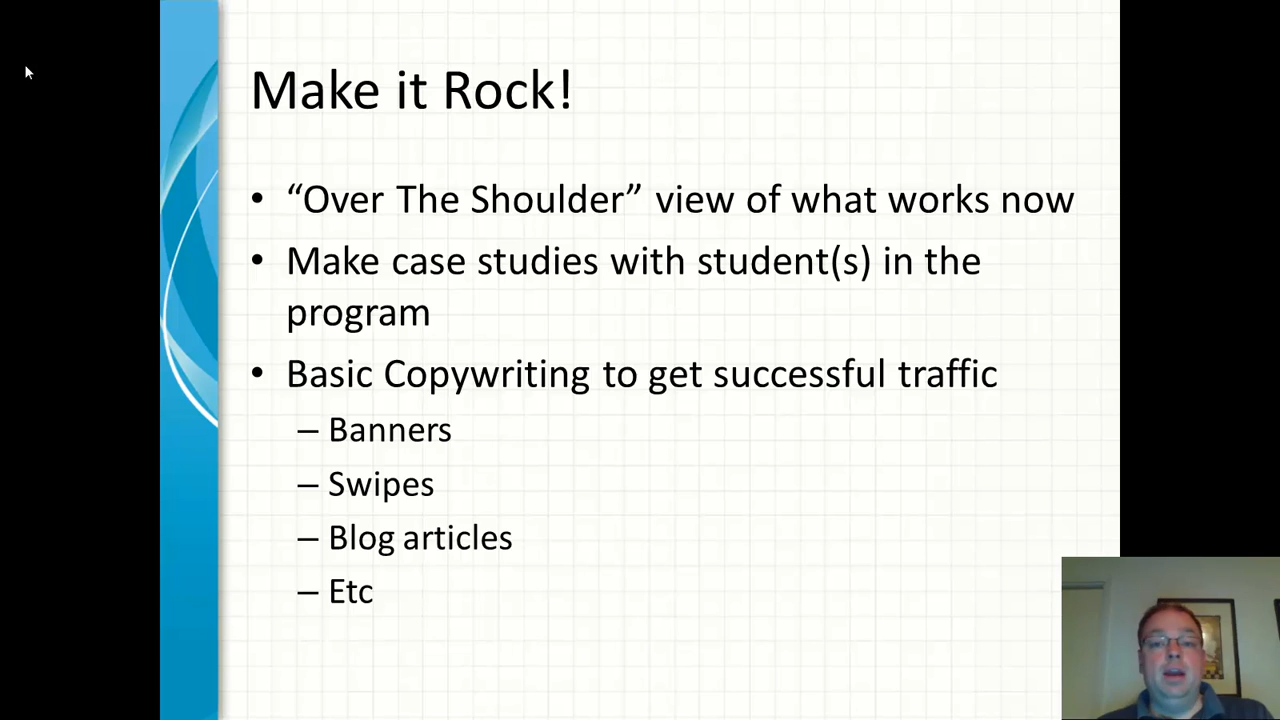 Make it Rock!
• “Over The Shoulder” view of what works now
• Make case studies with student(s) in the
program
• Basic Copywriting to get successful traffic
– Banners
– Swipes
– Blog articles
– Etc